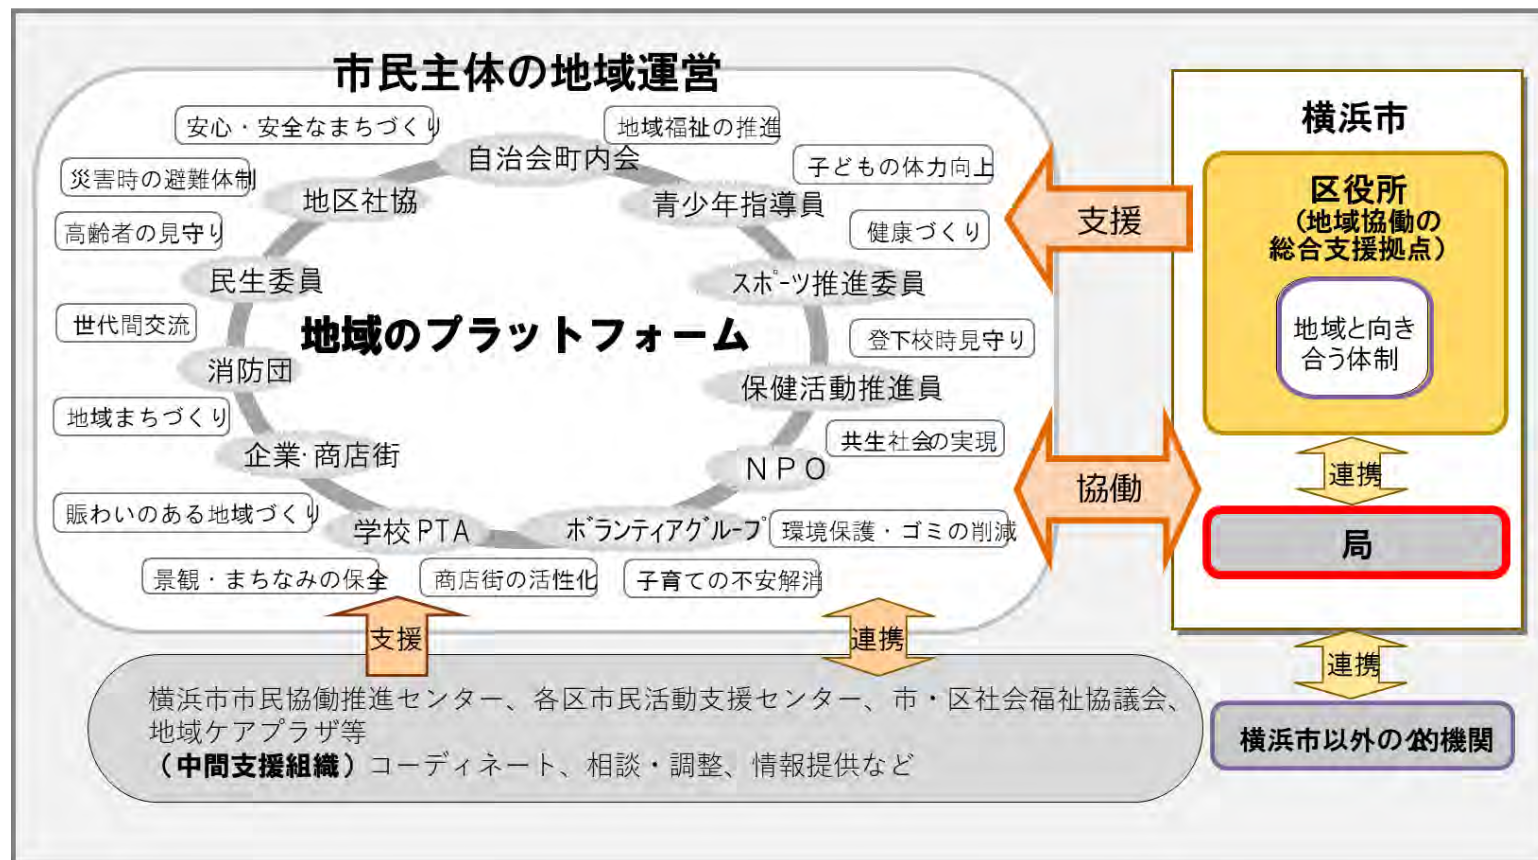 市民主体の地域運営
安心・安全なまちづくり
地域福祉の推進
自治会町内会
災害時の避難体制
子どもの体力向上
地区社協
青少年指導員
高齢者の見守り
健康づくり
民生委員
スポーツ推進委員
世代間交流
地域のプラットフォーム
登下校時見守り
消防団
保健活動推進員
地域まちづくり
共生社会の実現
企業・商店街
NPO
賑わいのある地域づくり
学校PTA
ボランティアグループ
環境保護・ゴミの削減
景観・まちなみの保全
商店街の活性化
子育ての不安解消
支援
協働
横浜市
区役所
(地域協働の
総合支援拠点)
地域と向き
合う体制
連携
局
支援
連携
連携
横浜市市民協働推進センター、各区市民活動支援センター、市・区社会福祉協議会、
地域ケアプラザ等
(中間支援組織)コーディネート、相談・調整、情報提供など
横浜市以外の公的機関